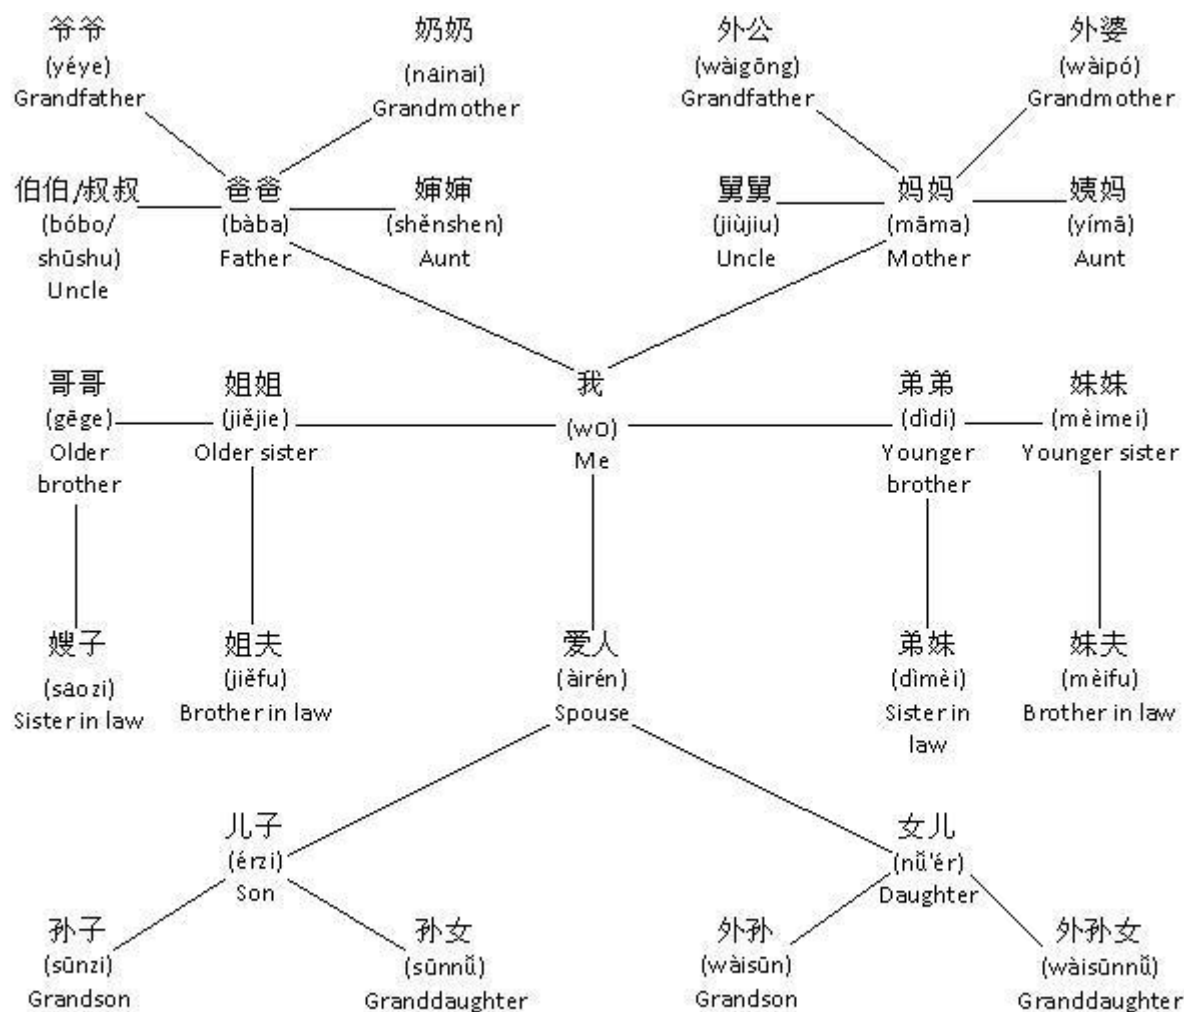 爷爷
(yéye)
Grandfather
奶奶
(nainai)
Grandmother
外公
(wàigōng)
Grandfather
外婆
(wàipó)
Grandmother
伯伯/叔叔
(bóbo/
shūshu)
Uncle
爸爸
(bàba)
Father
婶婶
(shěnshen)
Aunt
舅舅
(jiùjiu)
Uncle
妈妈
(māma)
Mother
姨妈
(yímā)
Aunt
哥哥
(gēge)
Older
brother
姐姐
(jiějie)
Older sister
我
(wo)
Me
弟弟
(dìdi)
Younger
brother
妹妹
(mèimei)
Younger sister
嫂子
(saozi)
Sister in law
姐夫
(jiěfu)
Brother in law
爱人
(àirén)
Spouse
弟妹
(dìmèi)
Sister in
law
妹夫
(mèifu)
Brother in law
儿子
(érzi)
Son
女儿
(nǚ'ér)
Daughter
孙子
(sūnzi)
Grandson
孙女
(sūnnǚ)
Granddaughter
外孙
(wàisūn)
Grandson
外孙女
(wàisūnnǚ)
Granddaughter